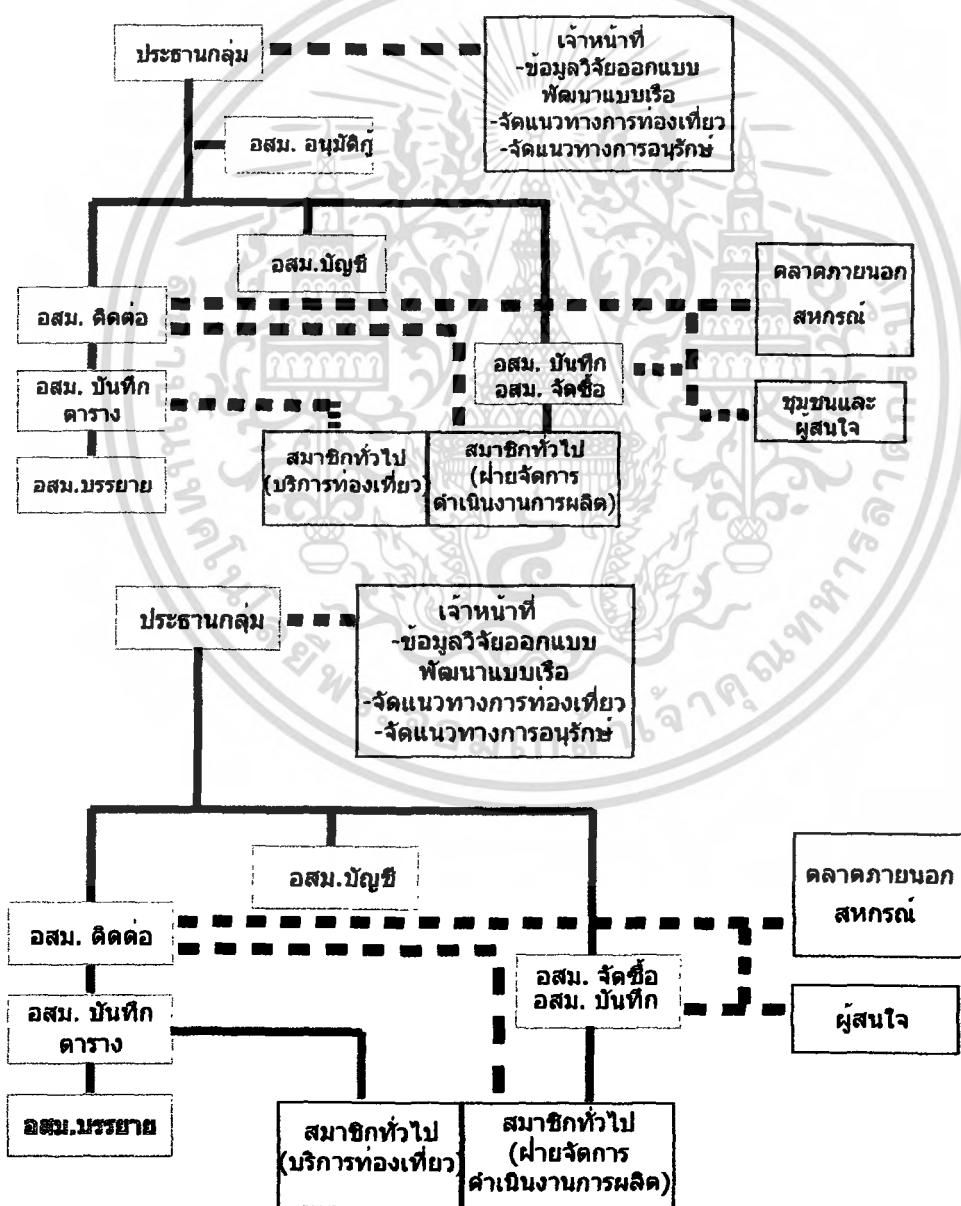 ประธานกลุ่ม
เจ้าหน้าที่
-ข้อมูลวิจัยออกแบบ
พัฒนาแบบเรือ
-จัดแนวทางการท่องเที่ยว
-จัดแนวทางการอนุรักษ์
อสม. อนุมัติกู้
อสม.บัญชี
ตลาดภายนอก
สหกรณ์
อสม. ติดต่อ
อสม. บันทึก
อสม. จัดซื้อ
อสม. บันทึก
ตาราง
ชุมชนและ
ผู้สนใจ
อสม.บรรยาย
สมาชิกทั่วไป
(บริการท่องเที่ยว)
สมาชิกทั่วไป
(ฝ่ายจัดการ
ดำเนินงานการผลิต)
ประธานกลุ่ม
เจ้าหน้าที่
-ข้อมูลวิจัยออกแบบ
พัฒนาแบบเรือ
-จัดแนวทางการท่องเที่ยว
-จัดแนวทางการอนุรักษ์
อสม.บัญชี
ตลาดภายนอก
สหกรณ์
อสม. ติดต่อ
อสม. จัดซื้อ
อสม. บันทึก
อสม. บันทึก
ตาราง
ผู้สนใจ
อสม.บรรยาย
สมาชิกทั่วไป
(บริการท่องเที่ยว)
สมาชิกทั่วไป
(ฝ่ายจัดการ
ดำเนินงานการผลิต)